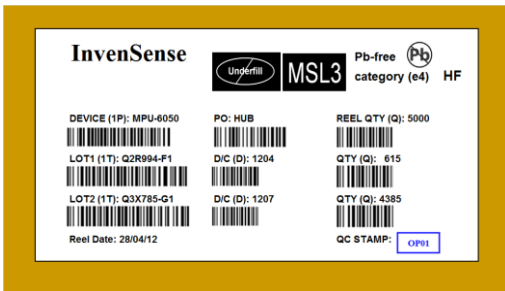 InvenSense
Underfill
MSL3
Pb-free
category (e4)
Pb
HF
DEVICE (1P): MPU-6050
PO: HUB
REEL QTY (Q): 5000
LOT1 (1T): Q2R994-F1
D/C (D): 1204
QTY (Q): 615
LOT2 (1T): Q3X785-G1
D/C (D): 1207
QTY (Q): 4385
Reel Date: 28/04/12
QC STAMP:
OP01